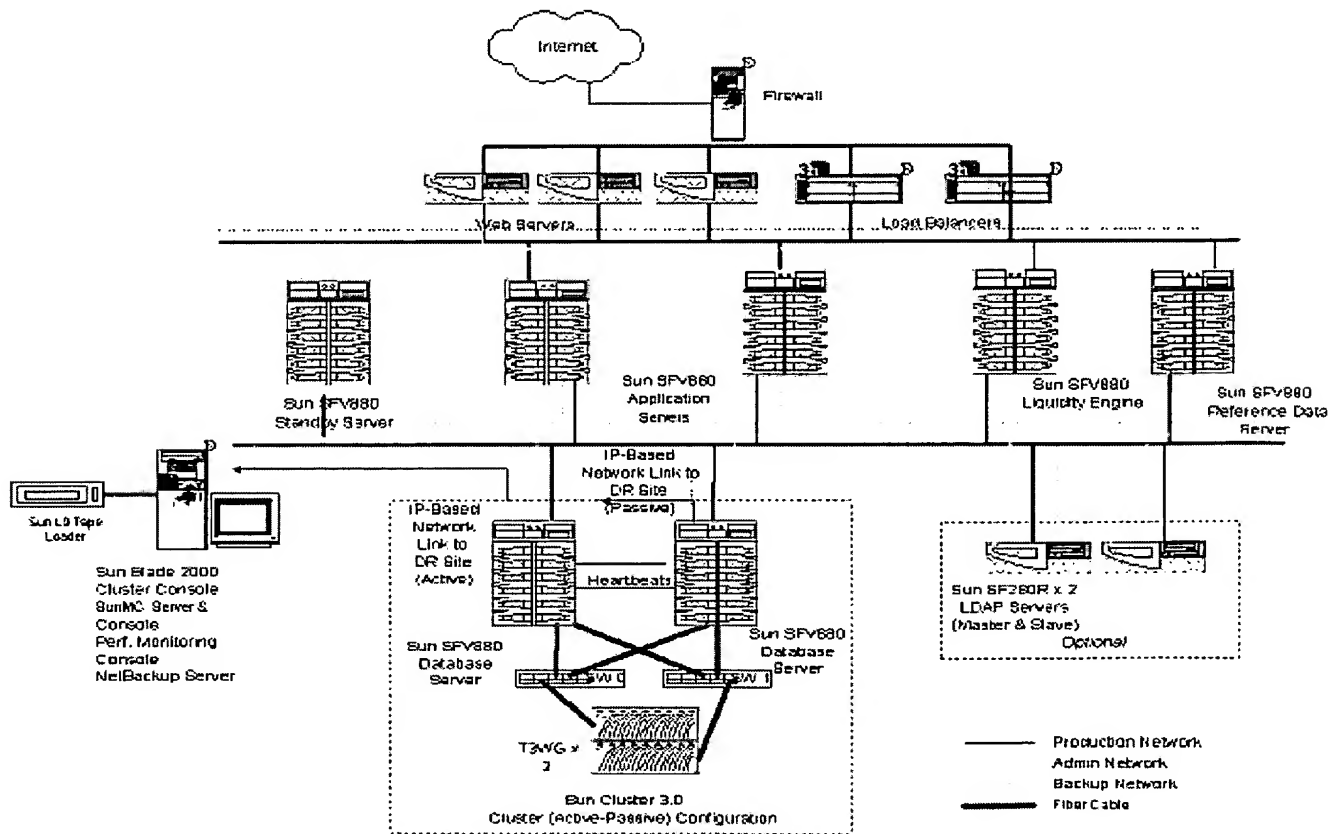 Internet
Firewall
Web Servers
Load Balancers
Sun SFV880
Standby Server
Sun SFV880
Application
Servers
Sun SFV880
Liquidity Engine
Sun SFV880
Reference Data
Server
IP-Based
Network Link to
DR Site
(Passive)
IP-Based
Network
Link to
DR Site
(Active)
Sun L9 Tape
Loader
Heartbeats
Sun Blade 2000
Cluster Console
SunMC Server &
Console
Perf. Monitoring
Console
NetBackup Server
Sun SFV880
Database
Server
Sun SFV880
Database
Server
Sun SF280R x 2
LDAP Servers
(Master & Slave)
Optional
SW 0
SW 1
T3WG x
Sun Cluster 3.0
Cluster (Active-Passive) Configuration
Production Network
Admin Network
Backup Network
Fiber Cable